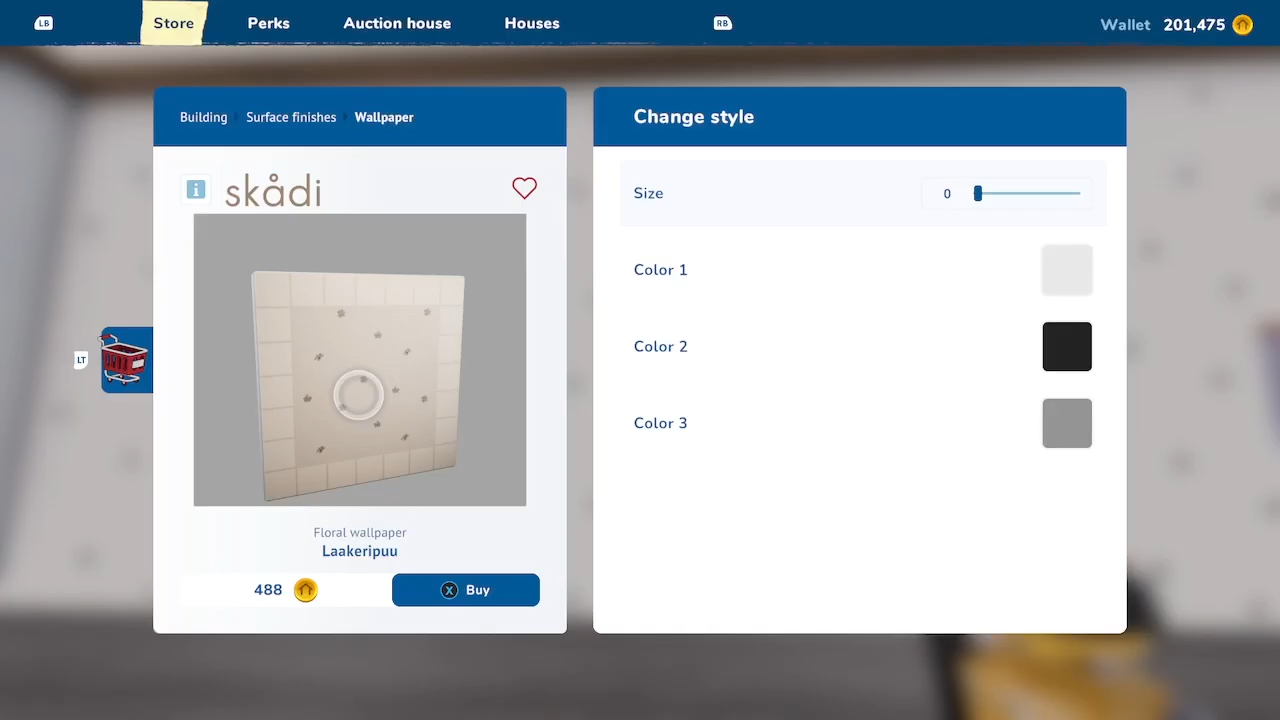 LB
Store
Perks
Auction house
Houses
RB
Wallet 201,475
Building Surface finishes Wallpaper
i skådi
LT
Floral wallpaper
Laakeripuu
488
X Buy
Change style
Size 0
Color 1
Color 2
Color 3